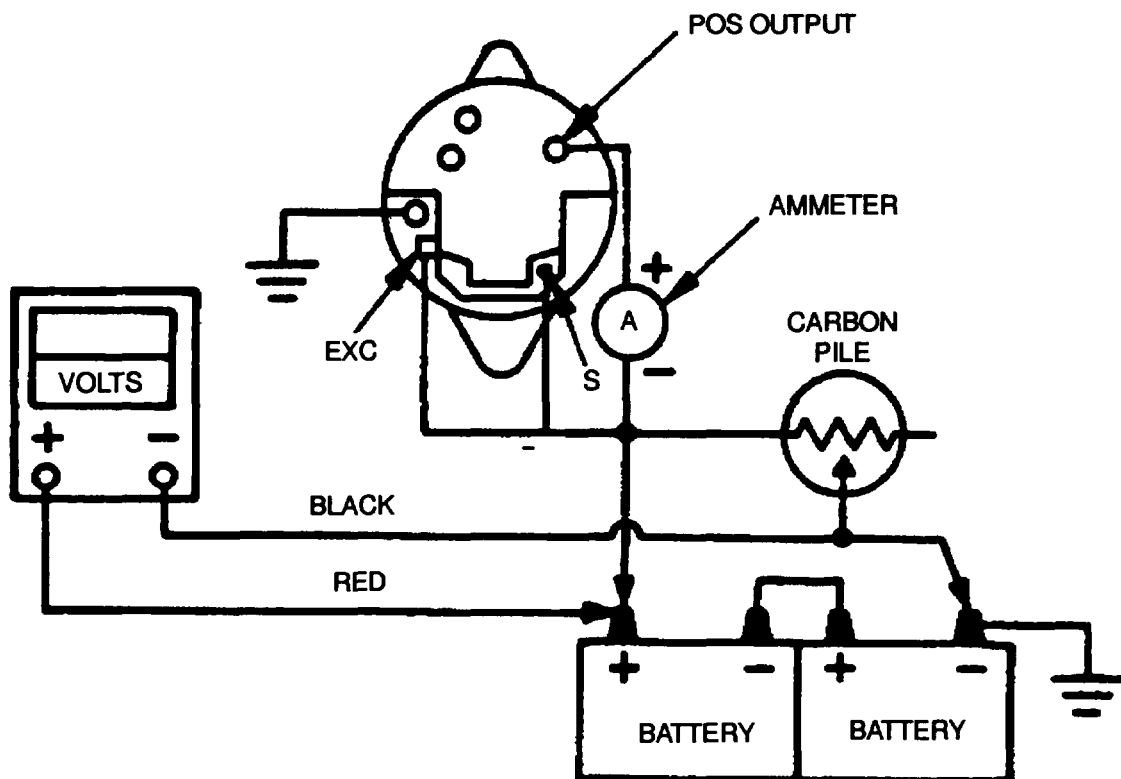 POS OUTPUT
AMMETER
+
A
−
CARBON
PILE
EXC
S
VOLTS
+ −
-
BLACK
RED
+ − + −
BATTERY BATTERY